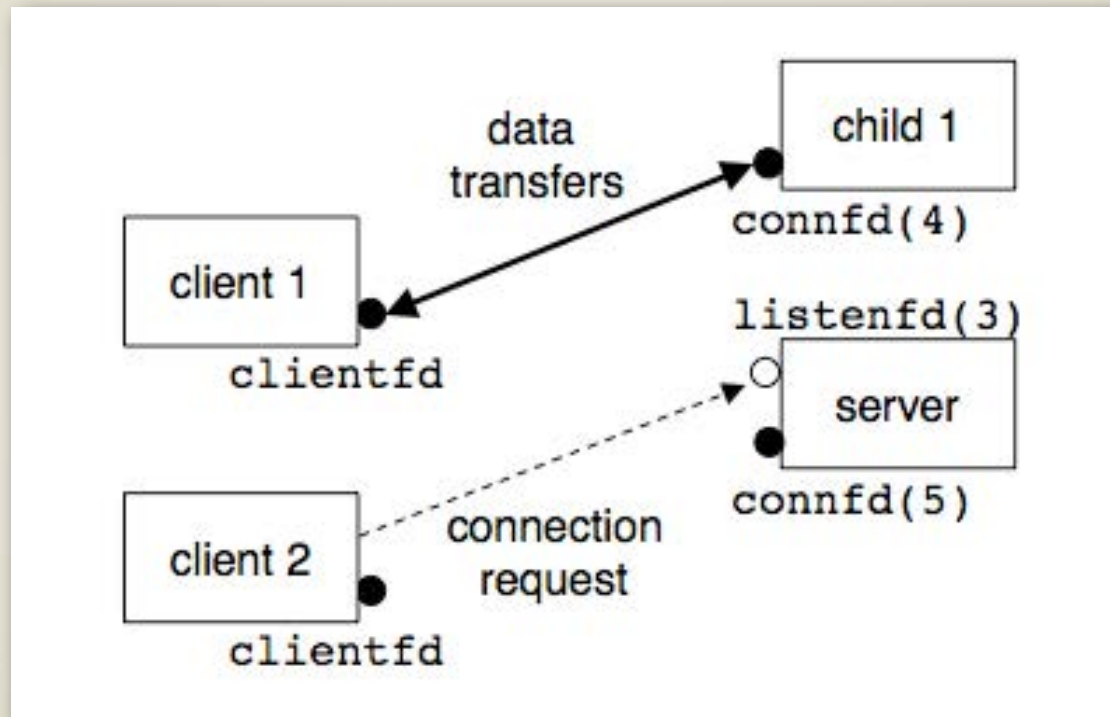 data
transfers
child 1
connfd(4)
client 1
clientfd
listenfd(3)
server
connfd(5)
connection
request
client 2
clientfd